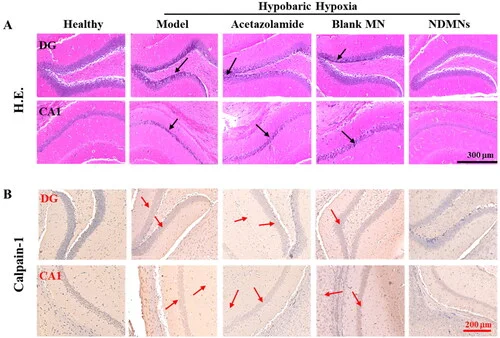 Hypobaric Hypoxia
Healthy Model Acetazolamide Blank MN NDMNs
A
H.E.
DG
CA1
300 μm
B
Calpain-1
DG
CA1
200 μm